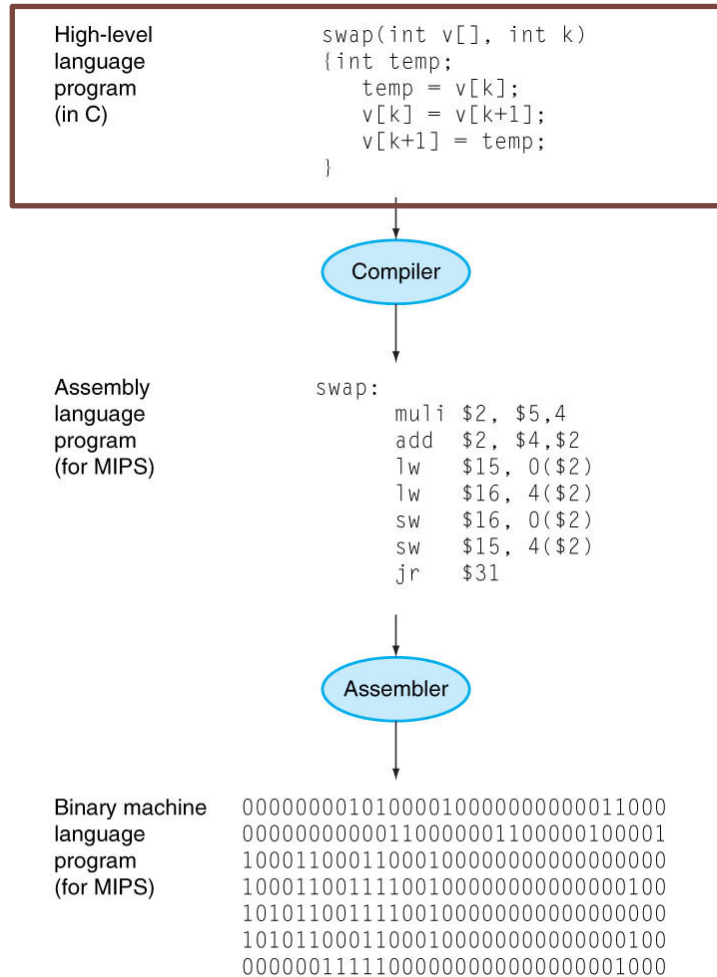 High-level swap(int v[], int k)
language {int temp;
program temp = v[k];
(in C) v[k] = v[k+1];
v[k+1] = temp;
}
Compiler
Assembly swap:
language muli $2, $5,4
program add $2, $4,$2
(for MIPS) lw $15, 0($2)
lw $16, 4($2)
sw $16, 0($2)
sw $15, 4($2)
jr $31
Assembler
Binary machine 00000000101000010000000000011000
language 00000000000110000001100000100001
program 10001100011000100000000000000000
(for MIPS) 10001100111100100000000000000100
10101100111100100000000000000000
10101100011000100000000000000100
00000011111000000000000000001000